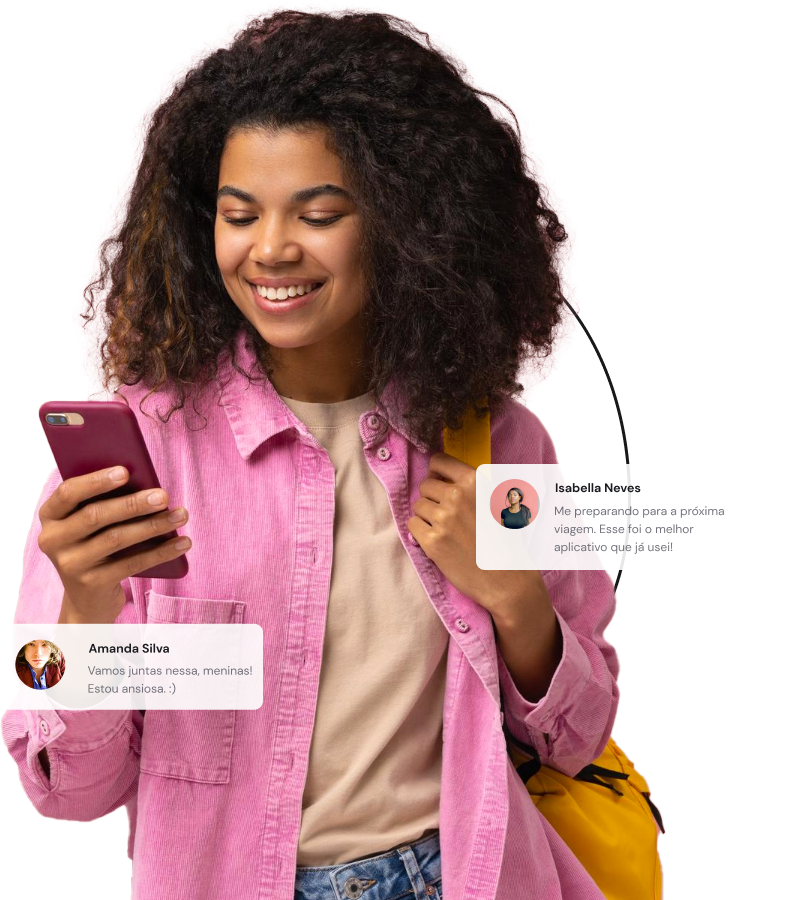 Isabella Neves
Me preparando para a próxima
viagem. Esse foi o melhor
aplicativo que já usei!
Amanda Silva
Vamos juntas nessa, meninas!
Estou ansiosa. :)